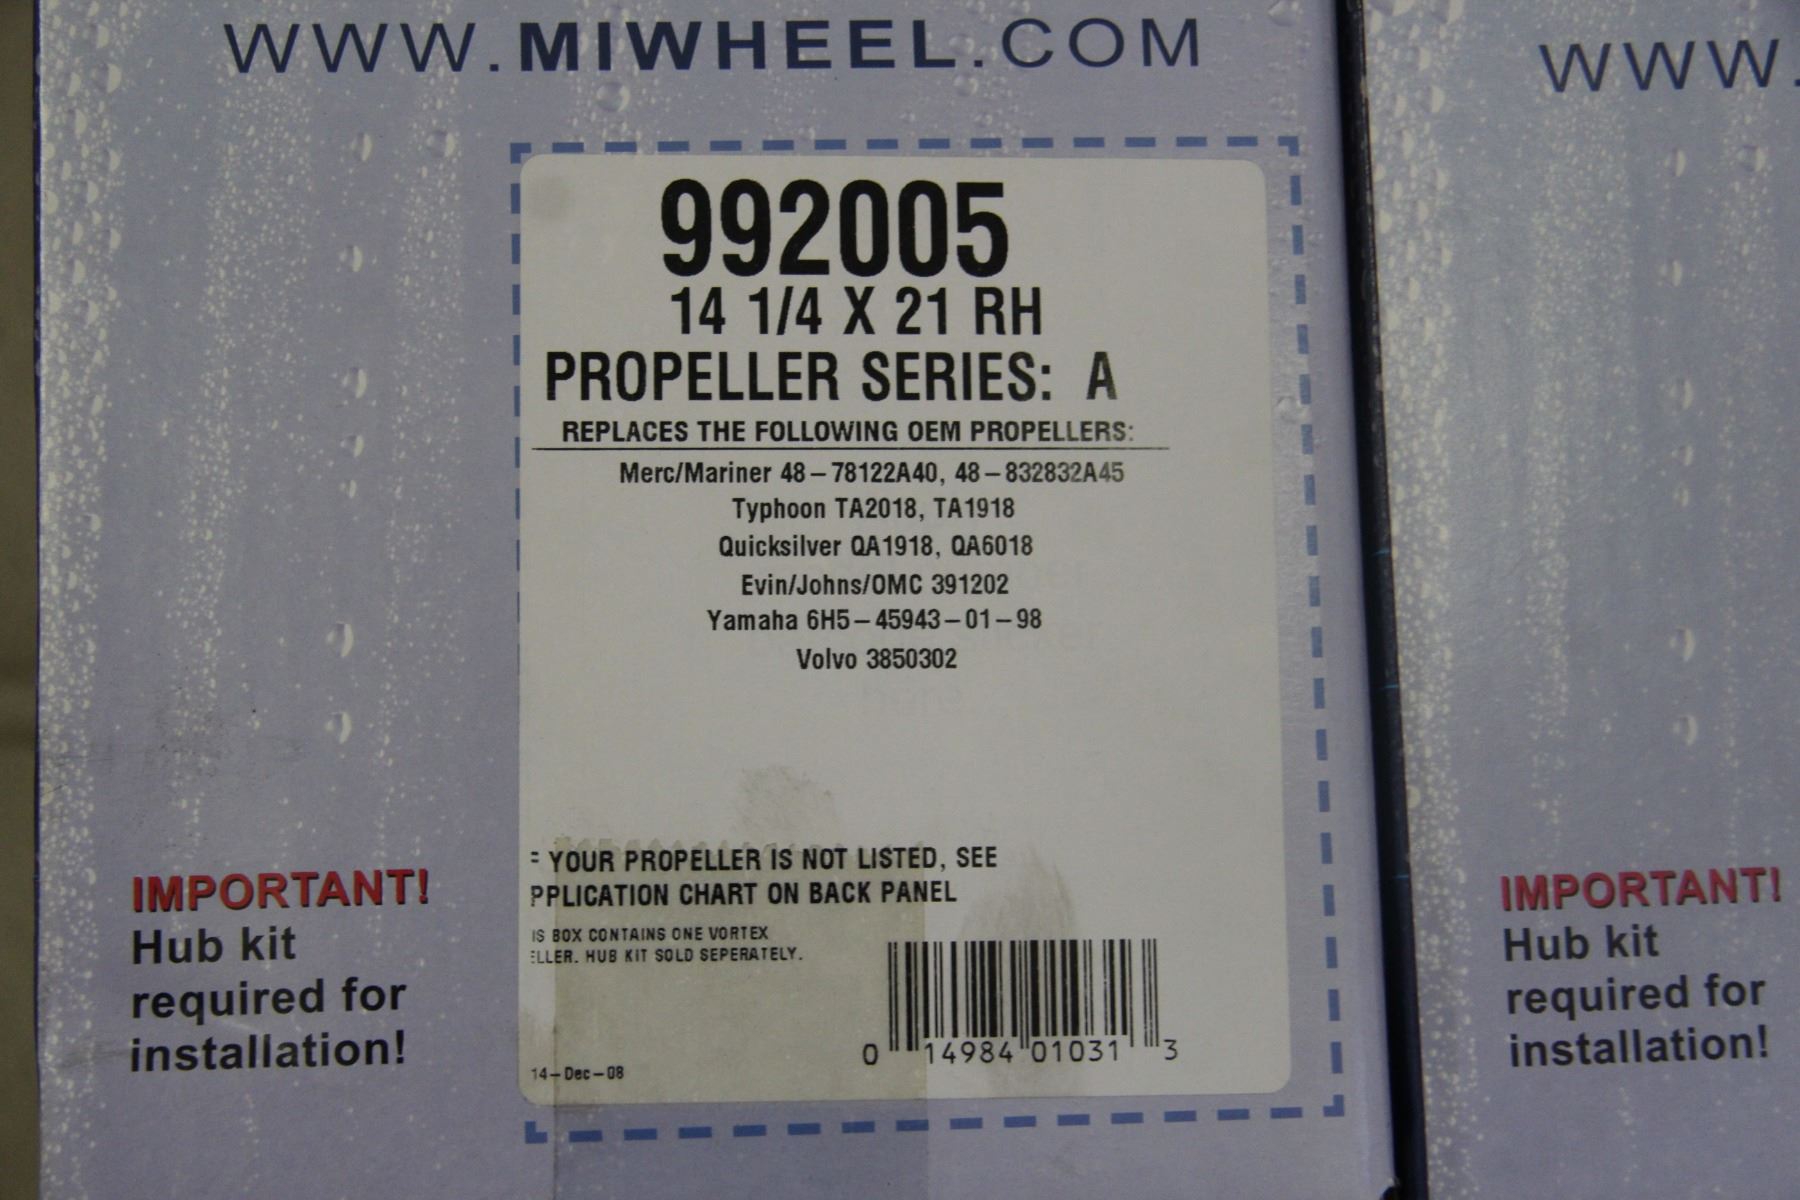 WWW.MIWHEEL.COM
992005
14 1/4 X 21 RH
PROPELLER SERIES: A
REPLACES THE FOLLOWING OEM PROPELLERS:
Merc/Mariner 48-78122A40, 48-832832A45
Typhoon TA2018, TA1918
Quicksilver QA1918, QA6018
Evin/Johns/OMC 391202
Yamaha 6H5-45943-01-98
Volvo 3850302
YOUR PROPELLER IS NOT LISTED, SEE
PPLICATION CHART ON BACK PANEL
IS BOX CONTAINS ONE VORTEX
ELLER. HUB KIT SOLD SEPERATELY.
14-Dec-08
0 14984 01031 3
IMPORTANT!
Hub kit
required for
installation!
WWW.
IMPORTANT!
Hub kit
required for
installation!